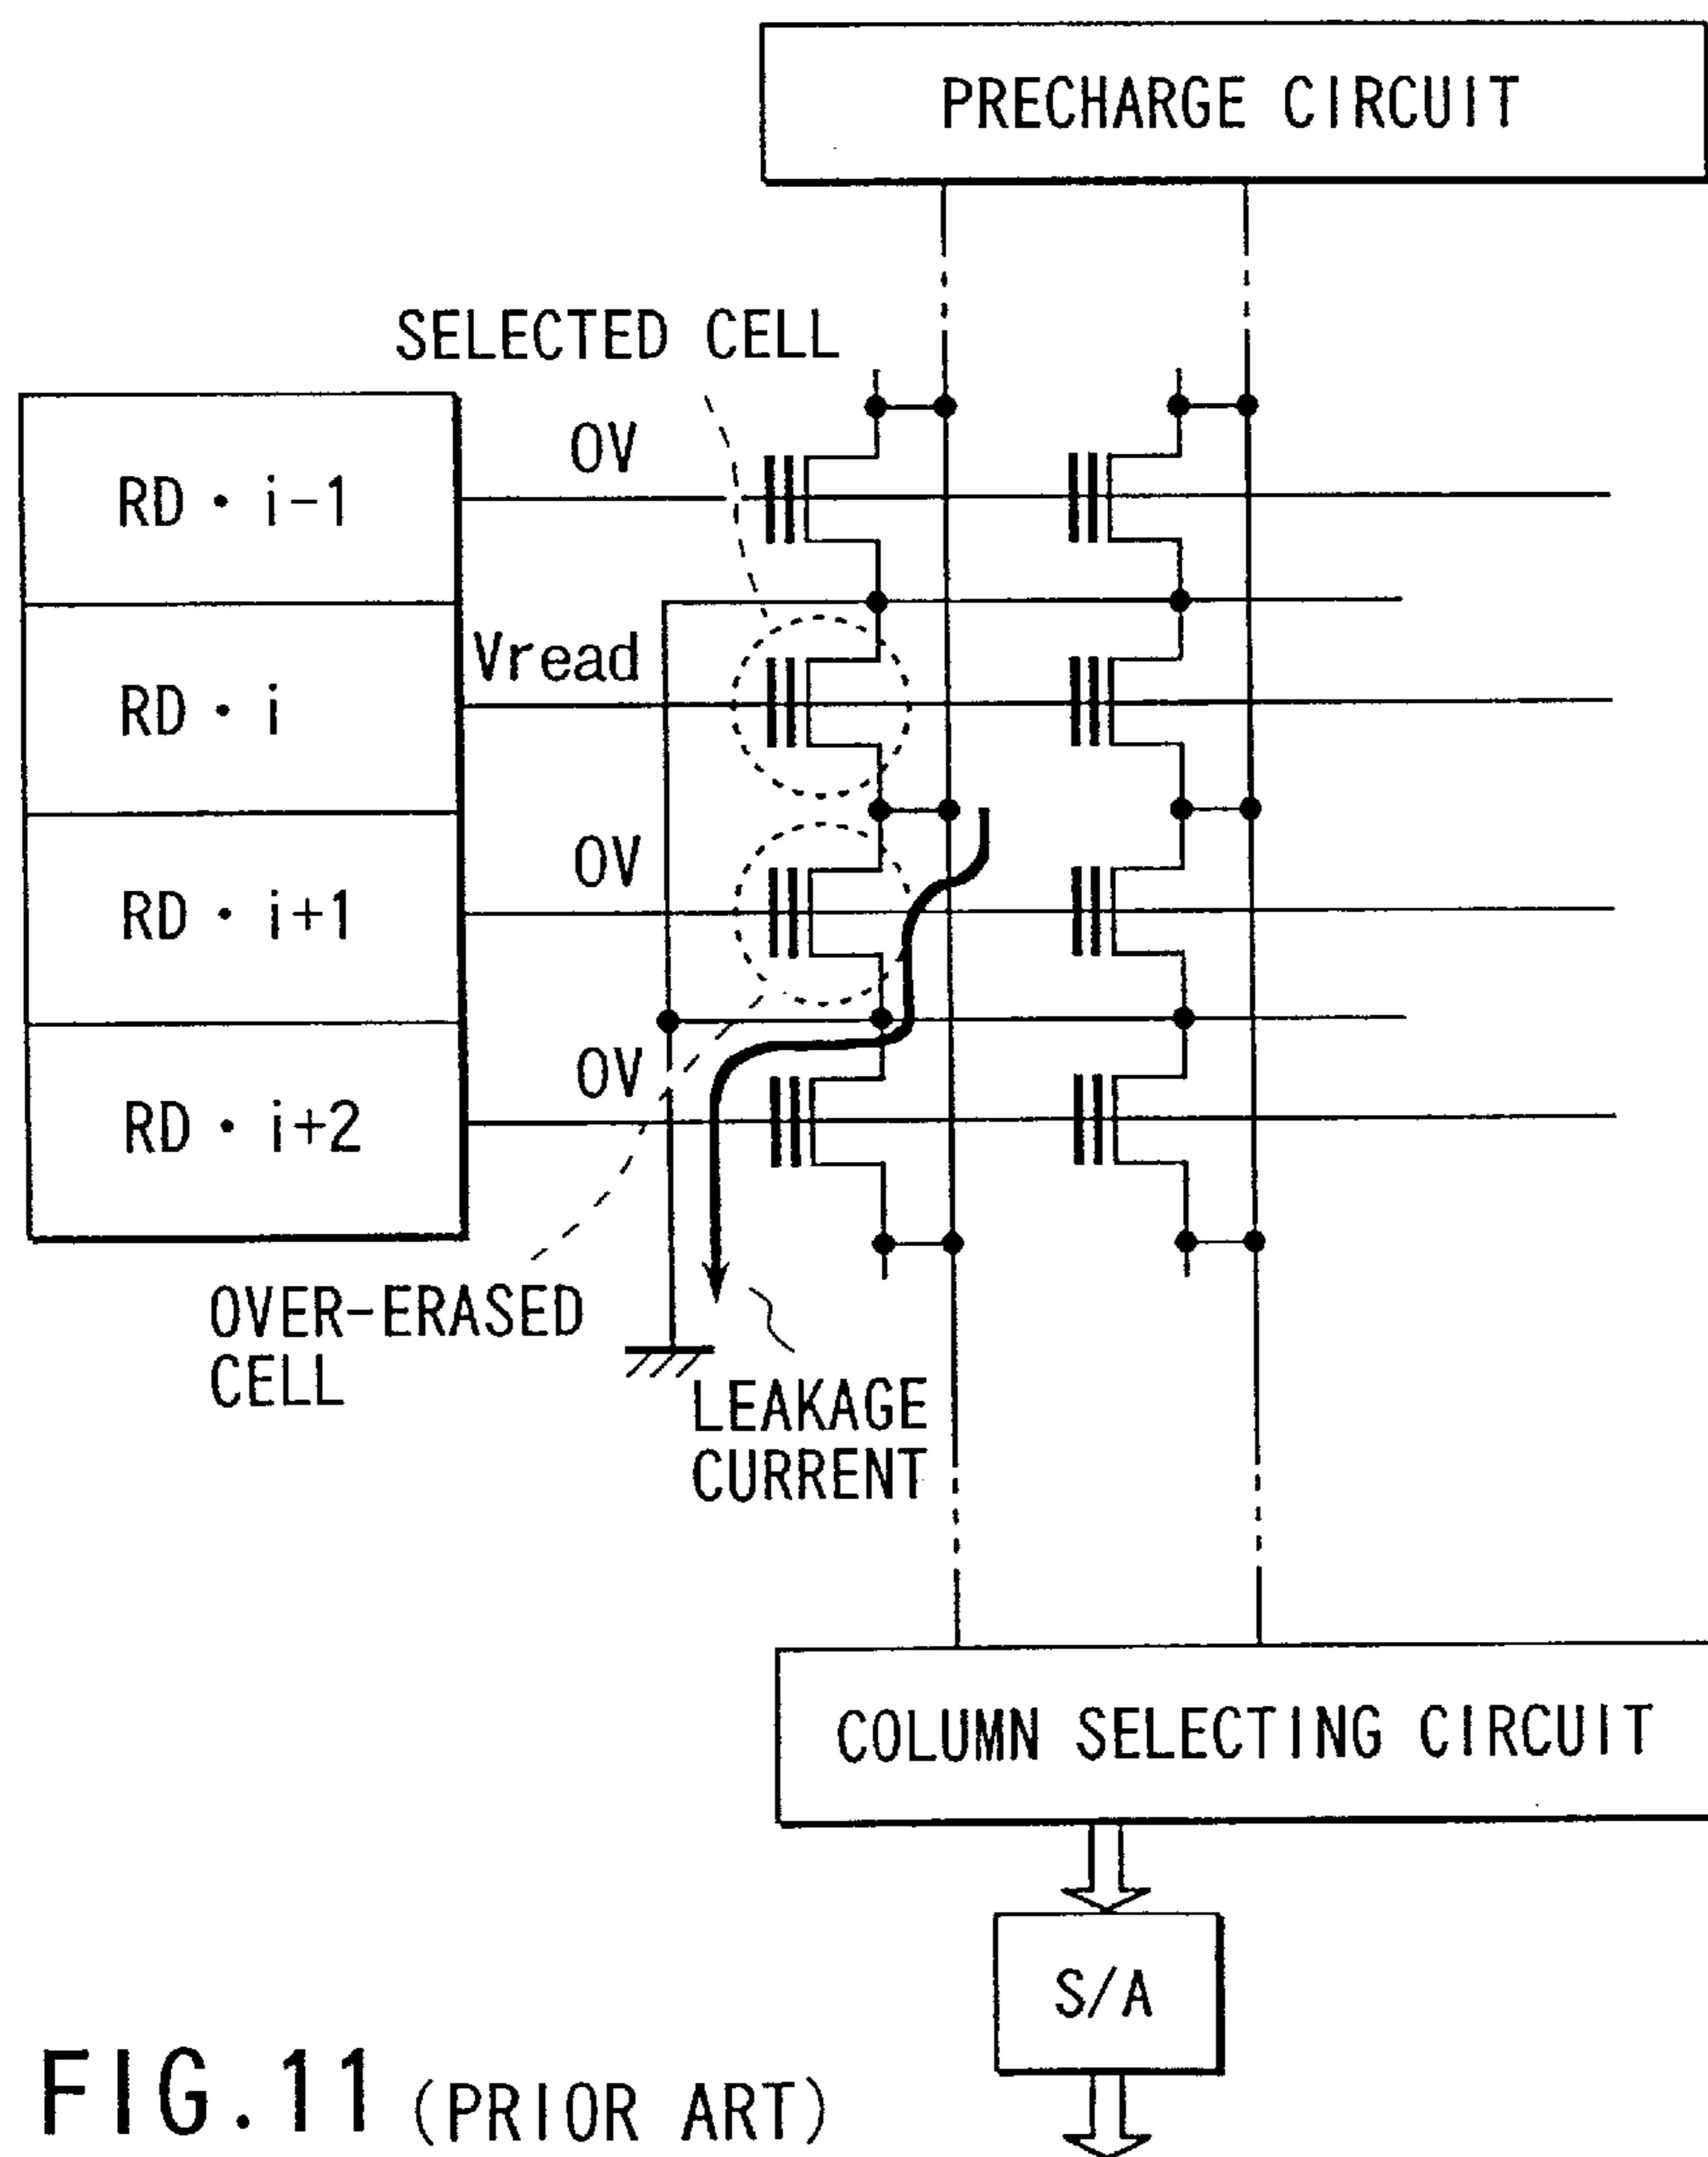 PRECHARGE CIRCUIT
SELECTED CELL
RD・i-1
0V
RD・i
Vread
RD・i+1
0V
RD・i+2
0V
OVER-ERASED
CELL
LEAKAGE
CURRENT
COLUMN SELECTING CIRCUIT
S/A
FIG.11 (PRIOR ART)